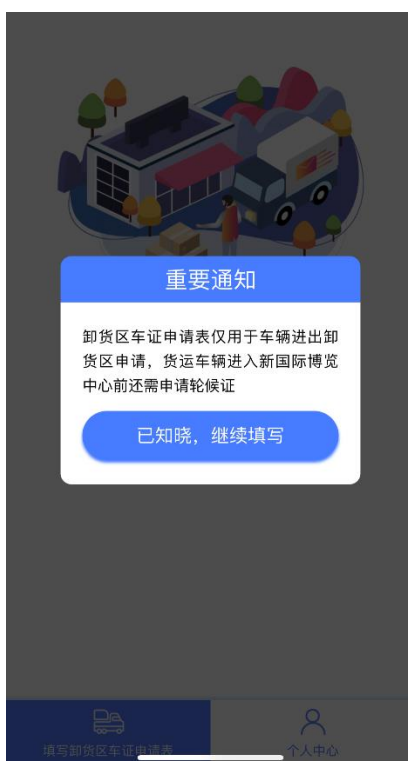 重要通知
卸货区车证申请表仅用于车辆进出卸
货区申请，货运车辆进入新国际博览
中心前还需申请轮候证
已知晓，继续填写
填写卸货区车证申请表
个人中心